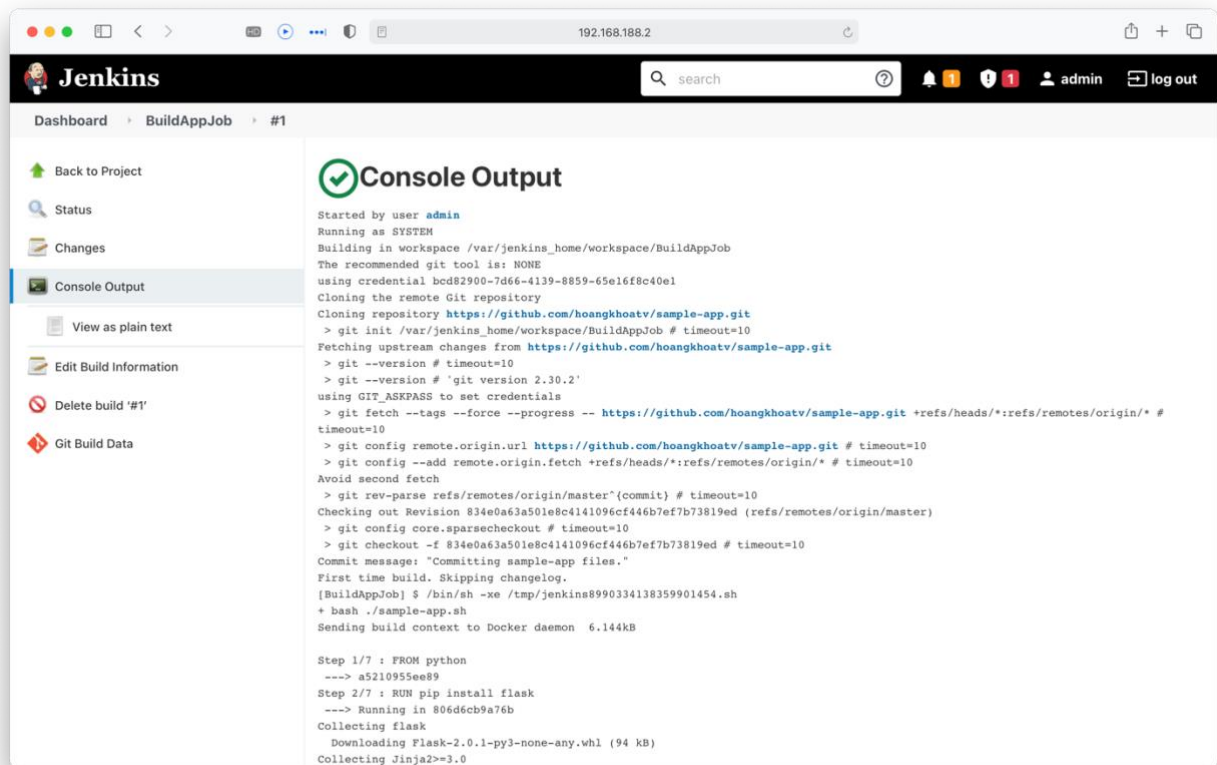 192.168.188.2
Jenkins
search
1
1
admin
log out
Dashboard
BuildAppJob
#1
Back to Project
Status
Changes
Console Output
View as plain text
Edit Build Information
Delete build ‘#1’
Git Build Data
Console Output
Started by user admin
Running as SYSTEM
Building in workspace /var/jenkins_home/workspace/BuildAppJob
The recommended git tool is: NONE
using credential bcd82900-7d66-4139-8859-65e16f8c40e1
Cloning the remote Git repository
Cloning repository https://github.com/hoangkhoatv/sample-app.git
 > git init /var/jenkins_home/workspace/BuildAppJob # timeout=10
Fetching upstream changes from https://github.com/hoangkhoatv/sample-app.git
 > git --version # timeout=10
 > git --version # 'git version 2.30.2'
using GIT_ASKPASS to set credentials
 > git fetch --tags --force --progress -- https://github.com/hoangkhoatv/sample-app.git +refs/heads/*:refs/remotes/origin/* #
timeout=10
 > git config remote.origin.url https://github.com/hoangkhoatv/sample-app.git # timeout=10
 > git config --add remote.origin.fetch +refs/heads/*:refs/remotes/origin/* # timeout=10
Avoid second fetch
 > git rev-parse refs/remotes/origin/master^{commit} # timeout=10
Checking out Revision 834e0a63a501e8c4141096cf446b7ef7b73819ed (refs/remotes/origin/master)
 > git config core.sparsecheckout # timeout=10
 > git checkout -f 834e0a63a501e8c4141096cf446b7ef7b73819ed # timeout=10
Commit message: "Committing sample-app files."
First time build. Skipping changelog.
[BuildAppJob] $ /bin/sh -xe /tmp/jenkins8990334138359901454.sh
+ bash ./sample-app.sh
Sending build context to Docker daemon  6.144kB
Step 1/7 : FROM python
 ---> a5210955ee89
Step 2/7 : RUN pip install flask
 ---> Running in 806d6cb9a76b
Collecting flask
  Downloading Flask-2.0.1-py3-none-any.whl (94 kB)
Collecting Jinja2>=3.0